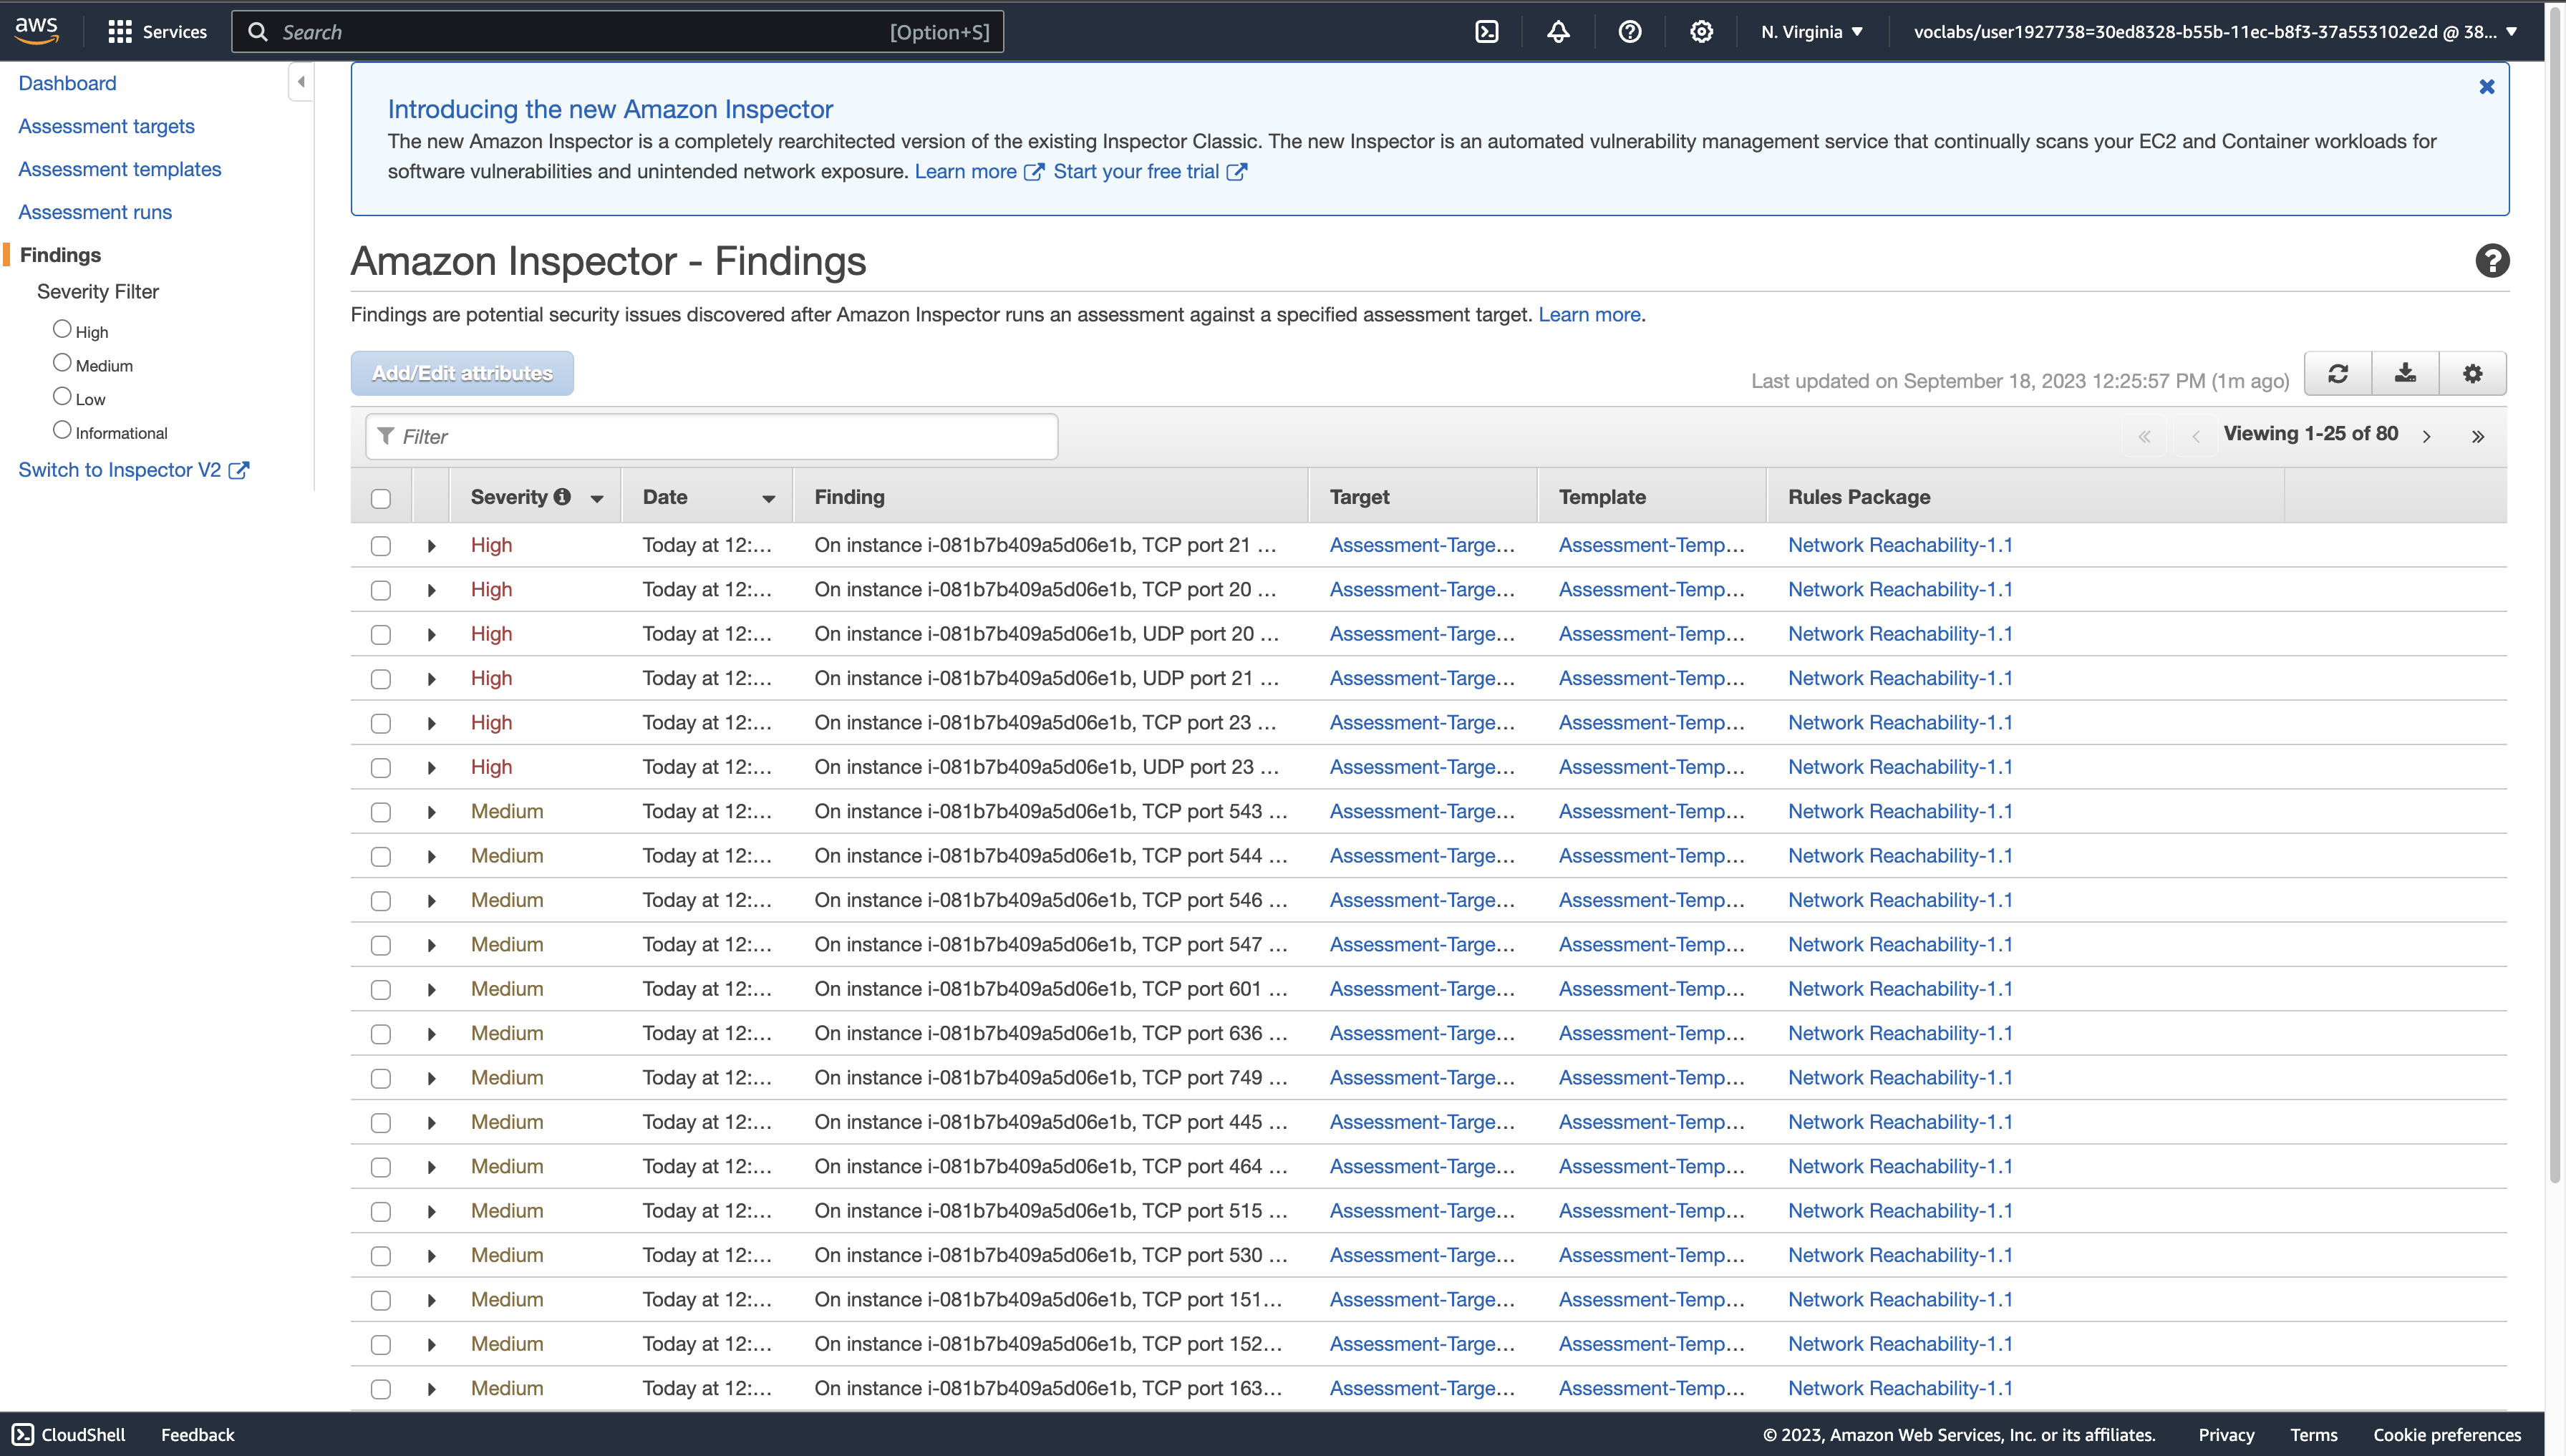 aws Services Search [Option+S] N. Virginia voclabs/user1927738=30ed8328-b55b-11ec-b8f3-37a553102e2d @ 38...
Dashboard
Assessment targets
Assessment templates
Assessment runs
Findings
Severity Filter
High
Medium
Low
Informational
Switch to Inspector V2
Introducing the new Amazon Inspector
The new Amazon Inspector is a completely rearchitected version of the existing Inspector Classic. The new Inspector is an automated vulnerability management service that continually scans your EC2 and Container workloads for
software vulnerabilities and unintended network exposure. Learn more Start your free trial
Amazon Inspector - Findings
Findings are potential security issues discovered after Amazon Inspector runs an assessment against a specified assessment target. Learn more.
Add/Edit attributes
Last updated on September 18, 2023 12:25:57 PM (1m ago)
Filter
Viewing 1-25 of 80
Severity Date Finding Target Template Rules Package
High Today at 12:... On instance i-081b7b409a5d06e1b, TCP port 21 ... Assessment-Targe... Assessment-Temp... Network Reachability-1.1
High Today at 12:... On instance i-081b7b409a5d06e1b, TCP port 20 ... Assessment-Targe... Assessment-Temp... Network Reachability-1.1
High Today at 12:... On instance i-081b7b409a5d06e1b, UDP port 20 ... Assessment-Targe... Assessment-Temp... Network Reachability-1.1
High Today at 12:... On instance i-081b7b409a5d06e1b, UDP port 21 ... Assessment-Targe... Assessment-Temp... Network Reachability-1.1
High Today at 12:... On instance i-081b7b409a5d06e1b, TCP port 23 ... Assessment-Targe... Assessment-Temp... Network Reachability-1.1
High Today at 12:... On instance i-081b7b409a5d06e1b, UDP port 23 ... Assessment-Targe... Assessment-Temp... Network Reachability-1.1
Medium Today at 12:... On instance i-081b7b409a5d06e1b, TCP port 543 ... Assessment-Targe... Assessment-Temp... Network Reachability-1.1
Medium Today at 12:... On instance i-081b7b409a5d06e1b, TCP port 544 ... Assessment-Targe... Assessment-Temp... Network Reachability-1.1
Medium Today at 12:... On instance i-081b7b409a5d06e1b, TCP port 546 ... Assessment-Targe... Assessment-Temp... Network Reachability-1.1
Medium Today at 12:... On instance i-081b7b409a5d06e1b, TCP port 547 ... Assessment-Targe... Assessment-Temp... Network Reachability-1.1
Medium Today at 12:... On instance i-081b7b409a5d06e1b, TCP port 601 ... Assessment-Targe... Assessment-Temp... Network Reachability-1.1
Medium Today at 12:... On instance i-081b7b409a5d06e1b, TCP port 636 ... Assessment-Targe... Assessment-Temp... Network Reachability-1.1
Medium Today at 12:... On instance i-081b7b409a5d06e1b, TCP port 749 ... Assessment-Targe... Assessment-Temp... Network Reachability-1.1
Medium Today at 12:... On instance i-081b7b409a5d06e1b, TCP port 445 ... Assessment-Targe... Assessment-Temp... Network Reachability-1.1
Medium Today at 12:... On instance i-081b7b409a5d06e1b, TCP port 464 ... Assessment-Targe... Assessment-Temp... Network Reachability-1.1
Medium Today at 12:... On instance i-081b7b409a5d06e1b, TCP port 515 ... Assessment-Targe... Assessment-Temp... Network Reachability-1.1
Medium Today at 12:... On instance i-081b7b409a5d06e1b, TCP port 530 ... Assessment-Targe... Assessment-Temp... Network Reachability-1.1
Medium Today at 12:... On instance i-081b7b409a5d06e1b, TCP port 151... Assessment-Targe... Assessment-Temp... Network Reachability-1.1
Medium Today at 12:... On instance i-081b7b409a5d06e1b, TCP port 152... Assessment-Targe... Assessment-Temp... Network Reachability-1.1
Medium Today at 12:... On instance i-081b7b409a5d06e1b, TCP port 163... Assessment-Targe... Assessment-Temp... Network Reachability-1.1
CloudShell Feedback © 2023, Amazon Web Services, Inc. or its affiliates. Privacy Terms Cookie preferences